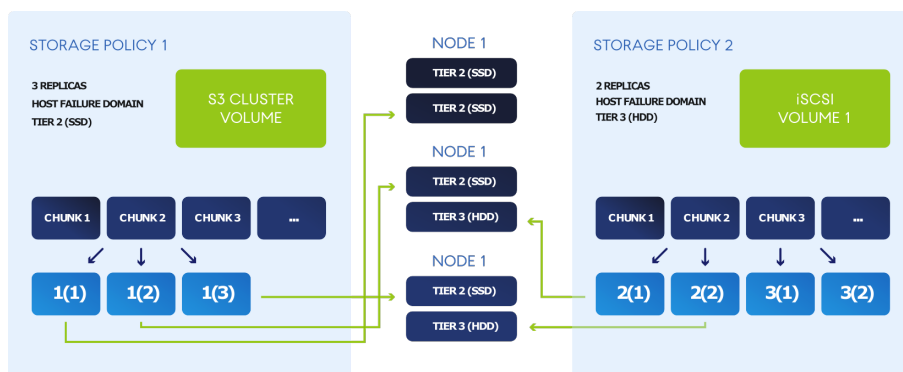 STORAGE POLICY 1
3 REPLICAS
HOST FAILURE DOMAIN
TIER 2 (SSD)
S3 CLUSTER
VOLUME
CHUNK 1
CHUNK 2
CHUNK 3
...
1(1)
1(2)
1(3)
NODE 1
TIER 2 (SSD)
TIER 2 (SSD)
NODE 1
TIER 2 (SSD)
TIER 3 (HDD)
NODE 1
TIER 2 (SSD)
TIER 3 (HDD)
STORAGE POLICY 2
2 REPLICAS
HOST FAILURE DOMAIN
TIER 3 (HDD)
iSCSI
VOLUME 1
CHUNK 1
CHUNK 2
CHUNK 3
...
2(1)
2(2)
3(1)
3(2)